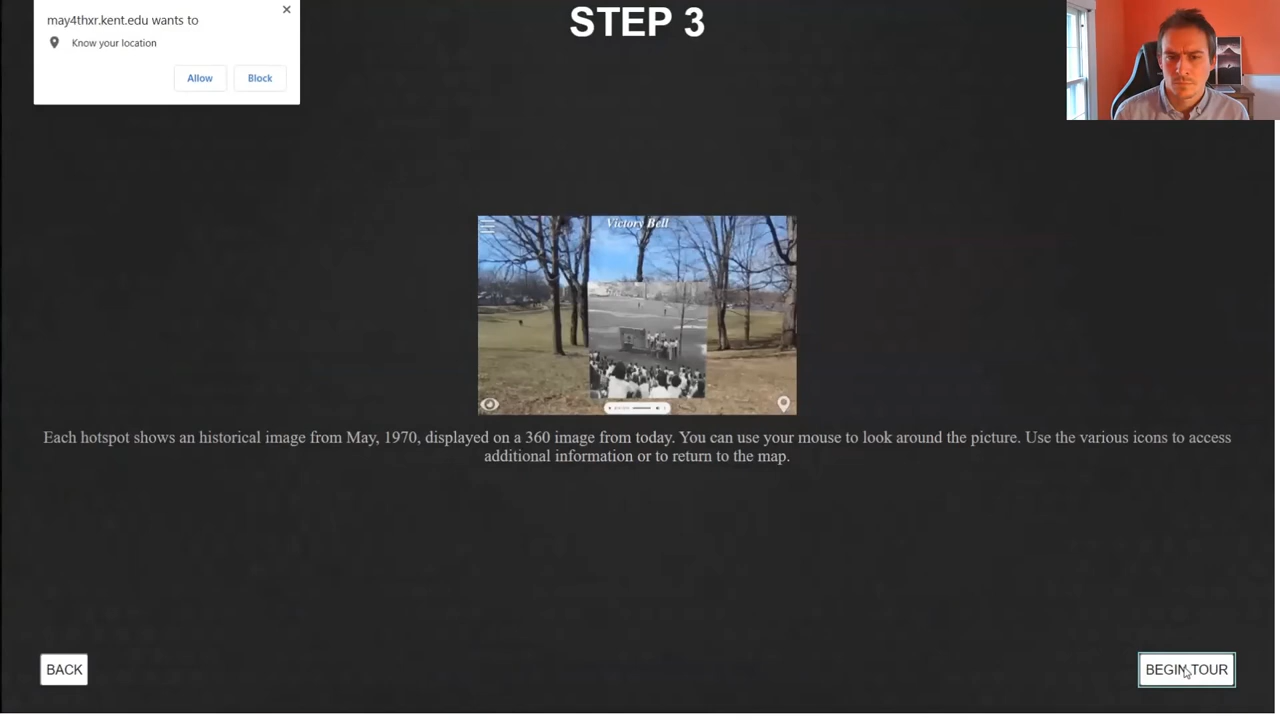 may4thxr.kent.edu wants to
Know your location
Allow
Block
STEP 3
Victory Bell
Each hotspot shows an historical image from May, 1970, displayed on a 360 image from today. You can use your mouse to look around the picture. Use the various icons to access
additional information or to return to the map.
BACK
BEGIN TOUR